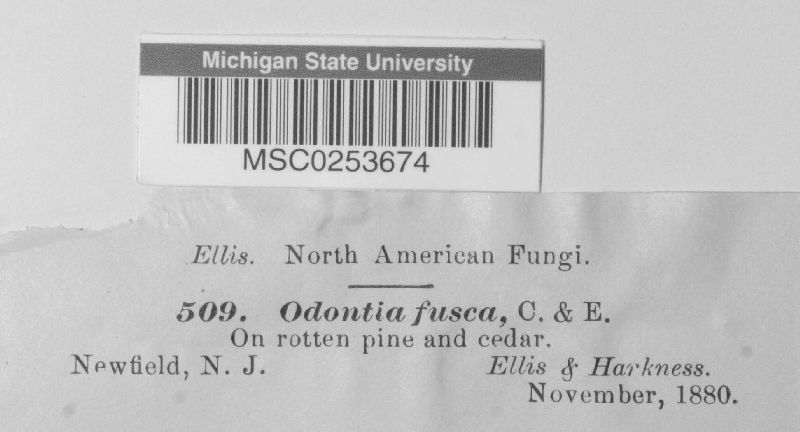 Michigan State University
MSC0253674
Ellis. North American Fungi.
509. Odontia fusca, C. & E.
On rotten pine and cedar.
Newfield, N. J. Ellis & Harkness.
November, 1880.